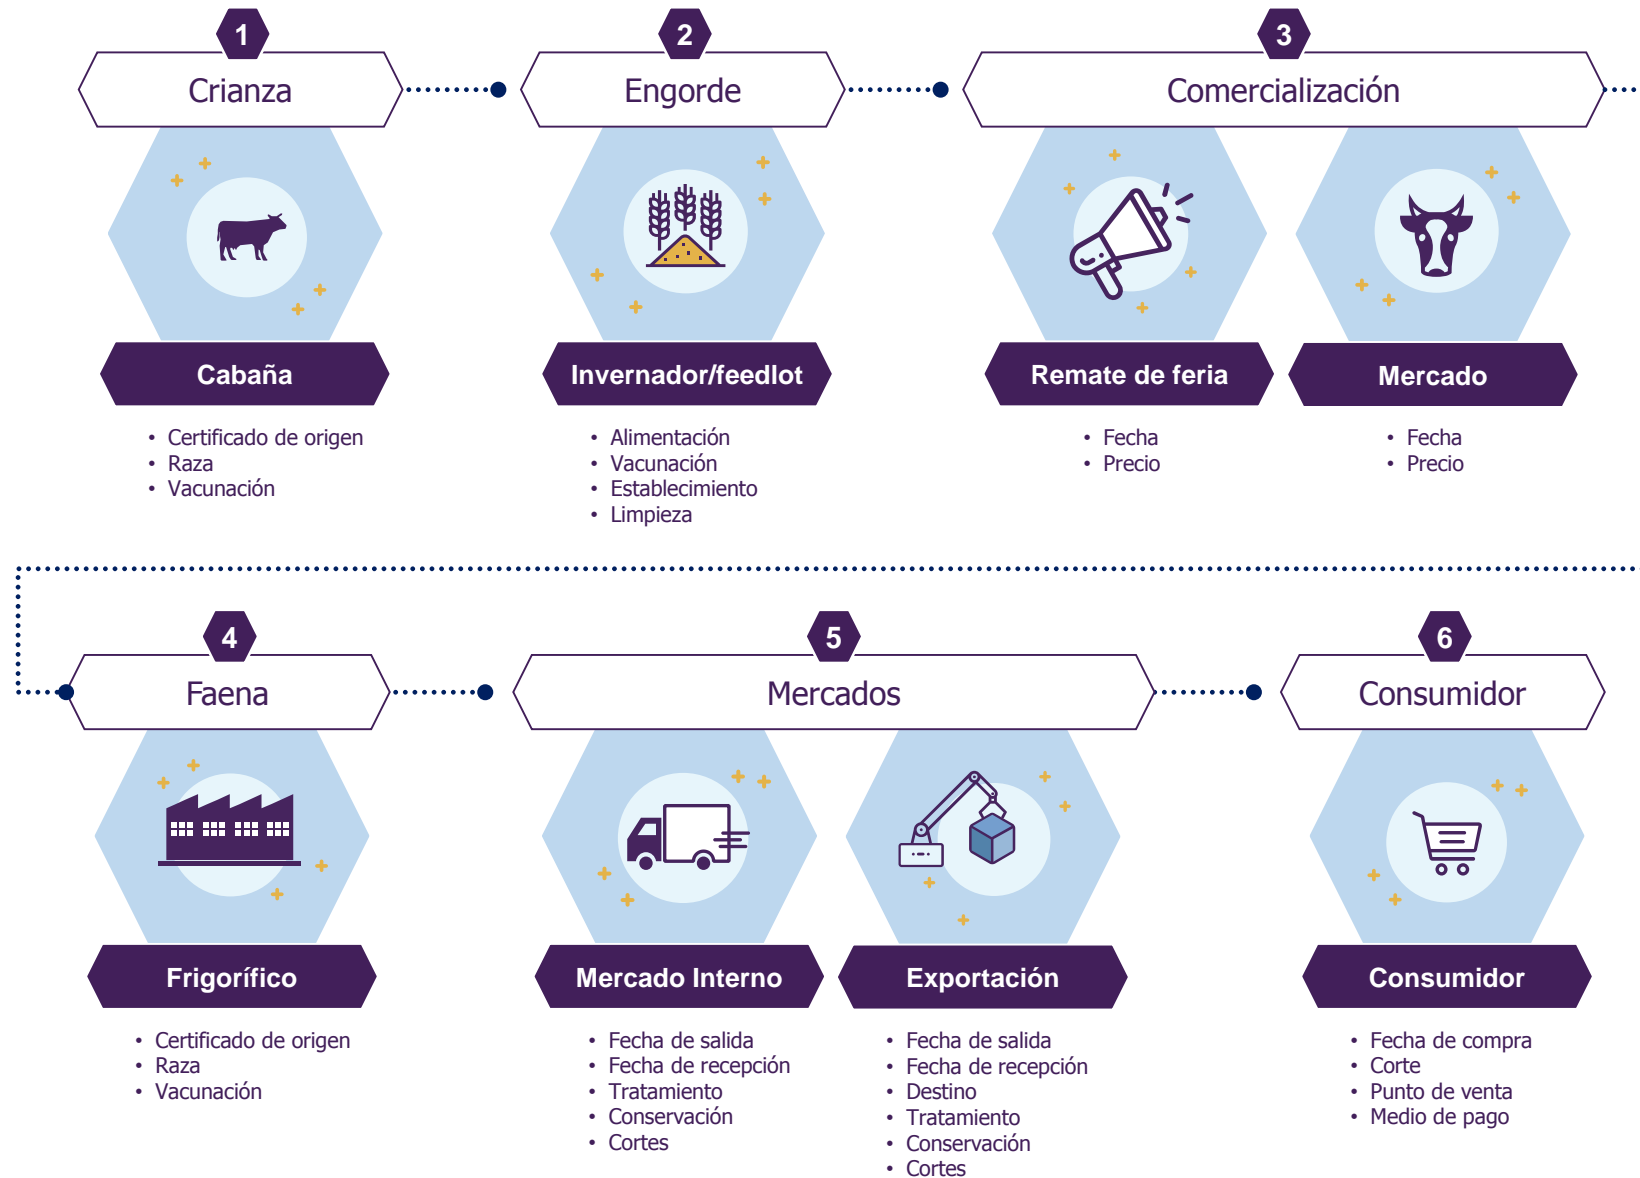 1
Crianza
Cabaña
• Certificado de origen
• Raza
• Vacunación
2
Engorde
Invernador/feedlot
• Alimentación
• Vacunación
• Establecimiento
• Limpieza
3
Comercialización
Remate de feria
• Fecha
• Precio
Mercado
• Fecha
• Precio
4
Faena
Frigorífico
• Certificado de origen
• Raza
• Vacunación
5
Mercados
Mercado Interno
• Fecha de salida
• Fecha de recepción
• Tratamiento
• Conservación
• Cortes
Exportación
• Fecha de salida
• Fecha de recepción
• Destino
• Tratamiento
• Conservación
• Cortes
6
Consumidor
Consumidor
• Fecha de compra
• Corte
• Punto de venta
• Medio de pago